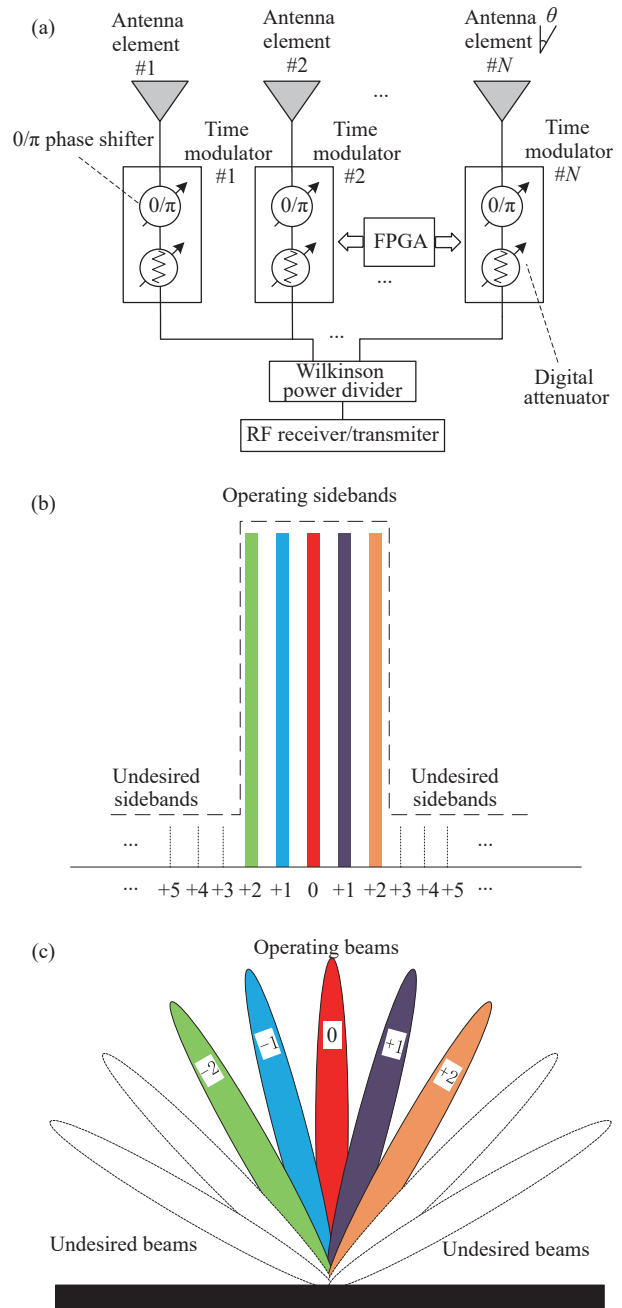 (a)
Antenna
element
#1
Antenna
element
#2
...
Antenna
element
#N
θ
0/π phase shifter
Time
modulator
#1
Time
modulator
#2
Time
modulator
#N
0/π
0/π
0/π
FPGA
...
...
Wilkinson
power divider
Digital
attenuator
RF receiver/transmiter
(b)
Operating sidebands
Undesired
sidebands
Undesired
sidebands
...
...
... +5 +4 +3 +2 +1 0 +1 +2 +3 +4 +5 ...
(c)
Operating beams
−2
−1
0
+1
+2
Undesired beams
Undesired beams